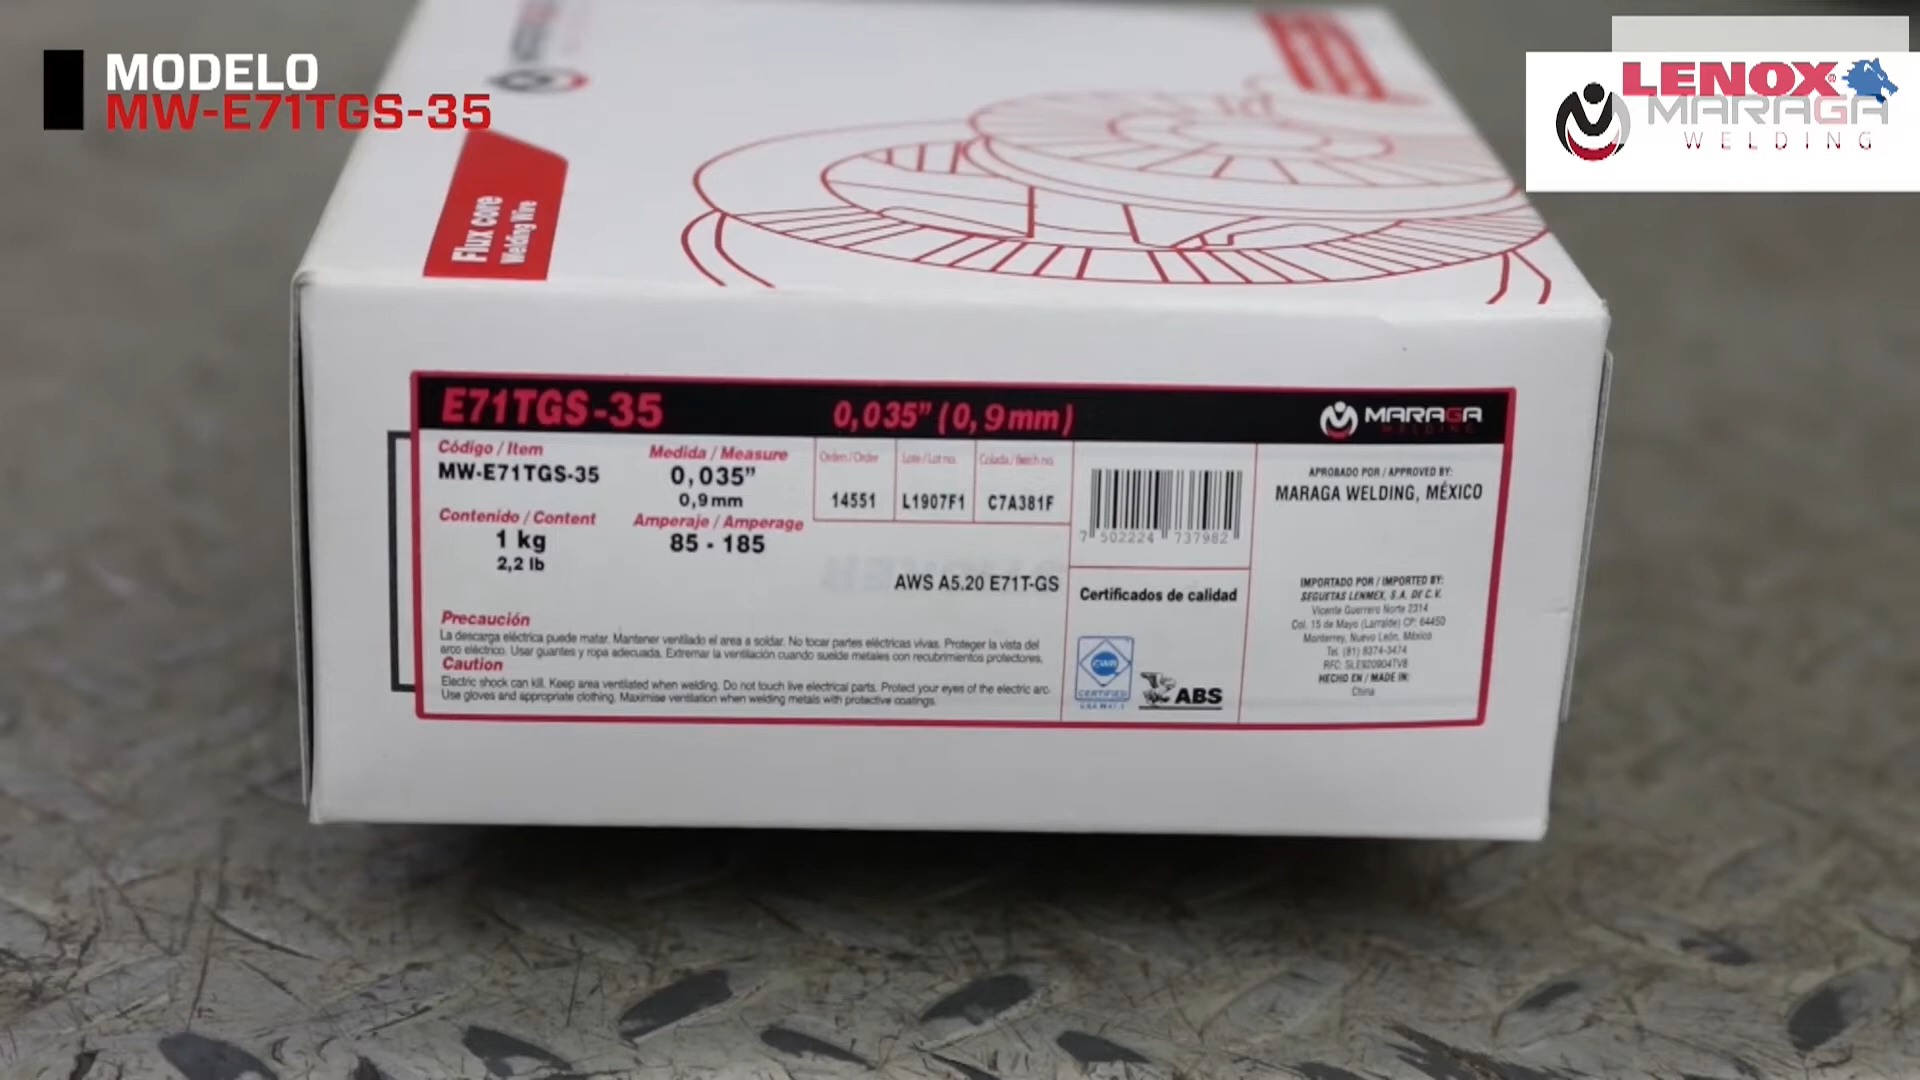 MODELO
MW-E71TGS-35
LENOX®
MARAGA
WELDING
Flux core
Welding Wire
E71TGS-35
0,035” (0,9mm)
MARAGA
WELDING
Código / Item
MW-E71TGS-35
Contenido / Content
1 kg
2,2 lb
Medida / Measure
0,035”
0,9mm
Amperaje / Amperage
85 - 185
Orden / Order
14551
Lote / Lot no.
L1907F1
Colada / Batch no.
C7A381F
AWS A5.20 E71T-GS
7 502224 737982
Certificados de calidad
CWB
CERTIFIED
ABS
APROBADO POR / APPROVED BY:
MARAGA WELDING, MÉXICO
IMPORTADO POR / IMPORTED BY:
SEGUETAS LENMEX, S.A. DE C.V.
Vicente Guerrero Norte 2314
Col. 15 de Mayo (Larralde) CP: 64450
Monterrey, Nuevo León, México
Tel. (81) 8374-3474
RFC: SLE920904TV8
HECHO EN / MADE IN:
China
Precaución
La descarga eléctrica puede matar. Mantener ventilado el area a soldar. No tocar partes eléctricas vivas. Proteger la vista del
arco eléctrico. Usar guantes y ropa adecuada. Extremar la ventilación cuando suelde metales con recubrimientos protectores.
Caution
Electric shock can kill. Keep area ventilated when welding. Do not touch live electrical parts. Protect your eyes of the electric arc.
Use gloves and appropriate clothing. Maximise ventilation when welding metals with protective coatings.